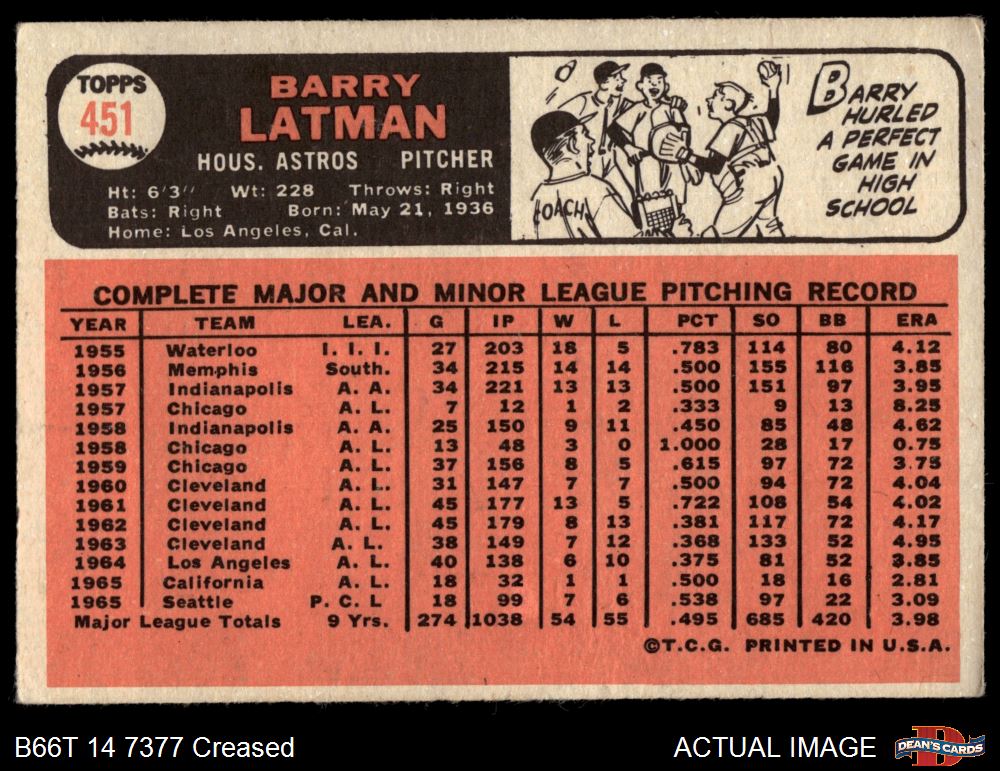 TOPPS
451
BARRY
LATMAN
HOUS. ASTROS PITCHER
Ht: 6'3" Wt: 228 Throws: Right
Bats: Right Born: May 21, 1936
Home: Los Angeles, Cal.
COACH
BARRY
HURLED
A PERFECT
GAME IN
HIGH
SCHOOL
COMPLETE MAJOR AND MINOR LEAGUE PITCHING RECORD
YEAR TEAM LEA. G IP W L PCT SO BB ERA
1955 Waterloo I. I. I. 27 203 18 5 .783 114 80 4.12
1956 Memphis South. 34 215 14 14 .500 155 116 3.85
1957 Indianapolis A. A. 34 221 13 13 .500 151 97 3.95
1957 Chicago A. L. 7 12 1 2 .333 9 13 8.25
1958 Indianapolis A. A. 25 150 9 11 .450 85 48 4.62
1958 Chicago A. L. 13 48 3 0 1.000 28 17 0.75
1959 Chicago A. L. 37 156 8 5 .615 97 72 3.75
1960 Cleveland A. L. 31 147 7 7 .500 94 72 4.04
1961 Cleveland A. L. 45 177 13 5 .722 108 54 4.02
1962 Cleveland A. L. 45 179 8 13 .381 117 72 4.17
1963 Cleveland A. L. 38 149 7 12 .368 133 52 4.95
1964 Los Angeles A. L. 40 138 6 10 .375 81 52 3.85
1965 California A. L. 18 32 1 1 .500 18 16 2.81
1965 Seattle P. C. L 18 99 7 6 .538 97 22 3.09
Major League Totals 9 Yrs. 274 1038 54 55 .495 685 420 3.98
©T.C.G. PRINTED IN U.S.A.
B66T 14 7377 Creased
ACTUAL IMAGE
D
DEAN'S CARDS